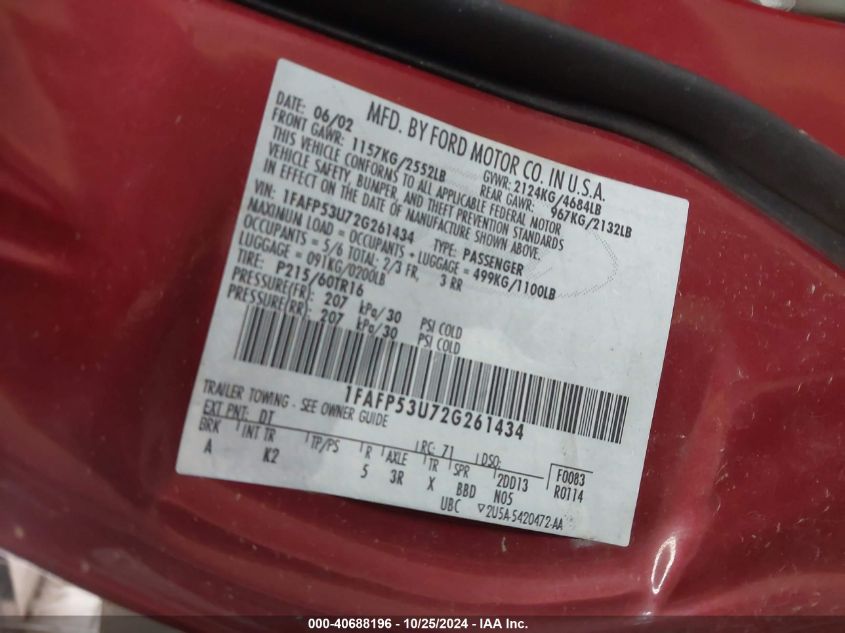 MFD. BY FORD MOTOR CO. IN U.S.A.
DATE: 06/02 GVWR: 2124KG/4684LB
FRONT GAWR: 1157KG/2552LB REAR GAWR: 967KG/2132LB
THIS VEHICLE CONFORMS TO ALL APPLICABLE FEDERAL MOTOR
VEHICLE SAFETY, BUMPER, AND THEFT PREVENTION STANDARDS
IN EFFECT ON THE DATE OF MANUFACTURE SHOWN ABOVE.
VIN: 1FAFP53U72G261434 TYPE: PASSENGER
MAXIMUM LOAD = OCCUPANTS + LUGGAGE = 499KG/1100LB
OCCUPANTS: 5/6 TOTAL: 2/3 FR, 3 RR
LUGGAGE = 091KG/0200LB
TIRE: P215/60TR16
PRESSURE(FR): 207 kPa/30 PSI COLD
PRESSURE(RR): 207 kPa/30 PSI COLD
1FAFP53U72G261434
TRAILER TOWING - SEE OWNER GUIDE
EXT PNT: DT RC: 71 DSO: F0083
BRK INT TR TP/PS R AXLE TR SPR 2DD13 R0114
A K2 5 3R X BBD N05
UBC ▽2U5A-5420472-AA
000-40688196 - 10/25/2024 - IAA Inc.